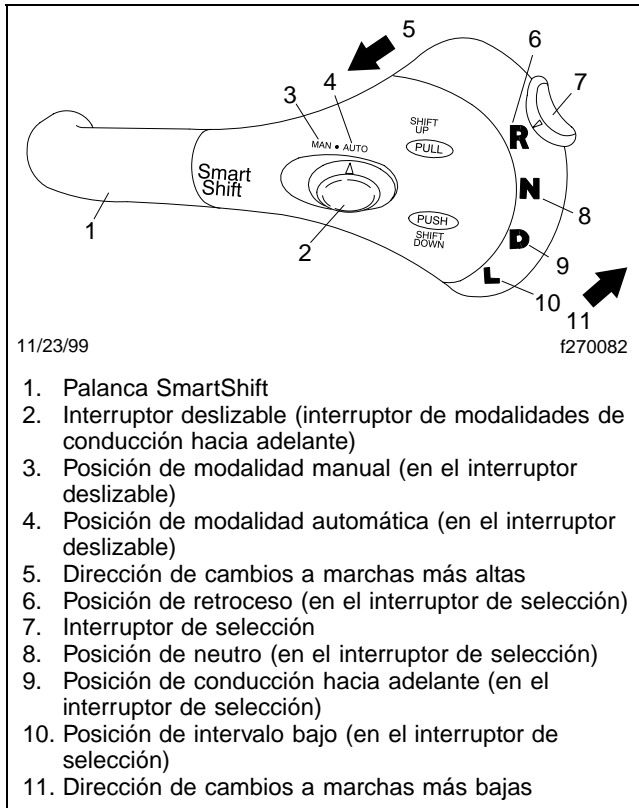 5
6
7
4
3
SHIFT
UP
MAN • AUTO
PULL
R
Smart
Shift
N
PUSH
SHIFT
DOWN
8
1
2
D
9
L
10
11
11/23/99
f270082
1. Palanca SmartShift
2. Interruptor deslizable (interruptor de modalidades de
conducción hacia adelante)
3. Posición de modalidad manual (en el interruptor
deslizable)
4. Posición de modalidad automática (en el interruptor
deslizable)
5. Dirección de cambios a marchas más altas
6. Posición de retroceso (en el interruptor de selección)
7. Interruptor de selección
8. Posición de neutro (en el interruptor de selección)
9. Posición de conducción hacia adelante (en el
interruptor de selección)
10. Posición de intervalo bajo (en el interruptor de
selección)
11. Dirección de cambios a marchas más bajas